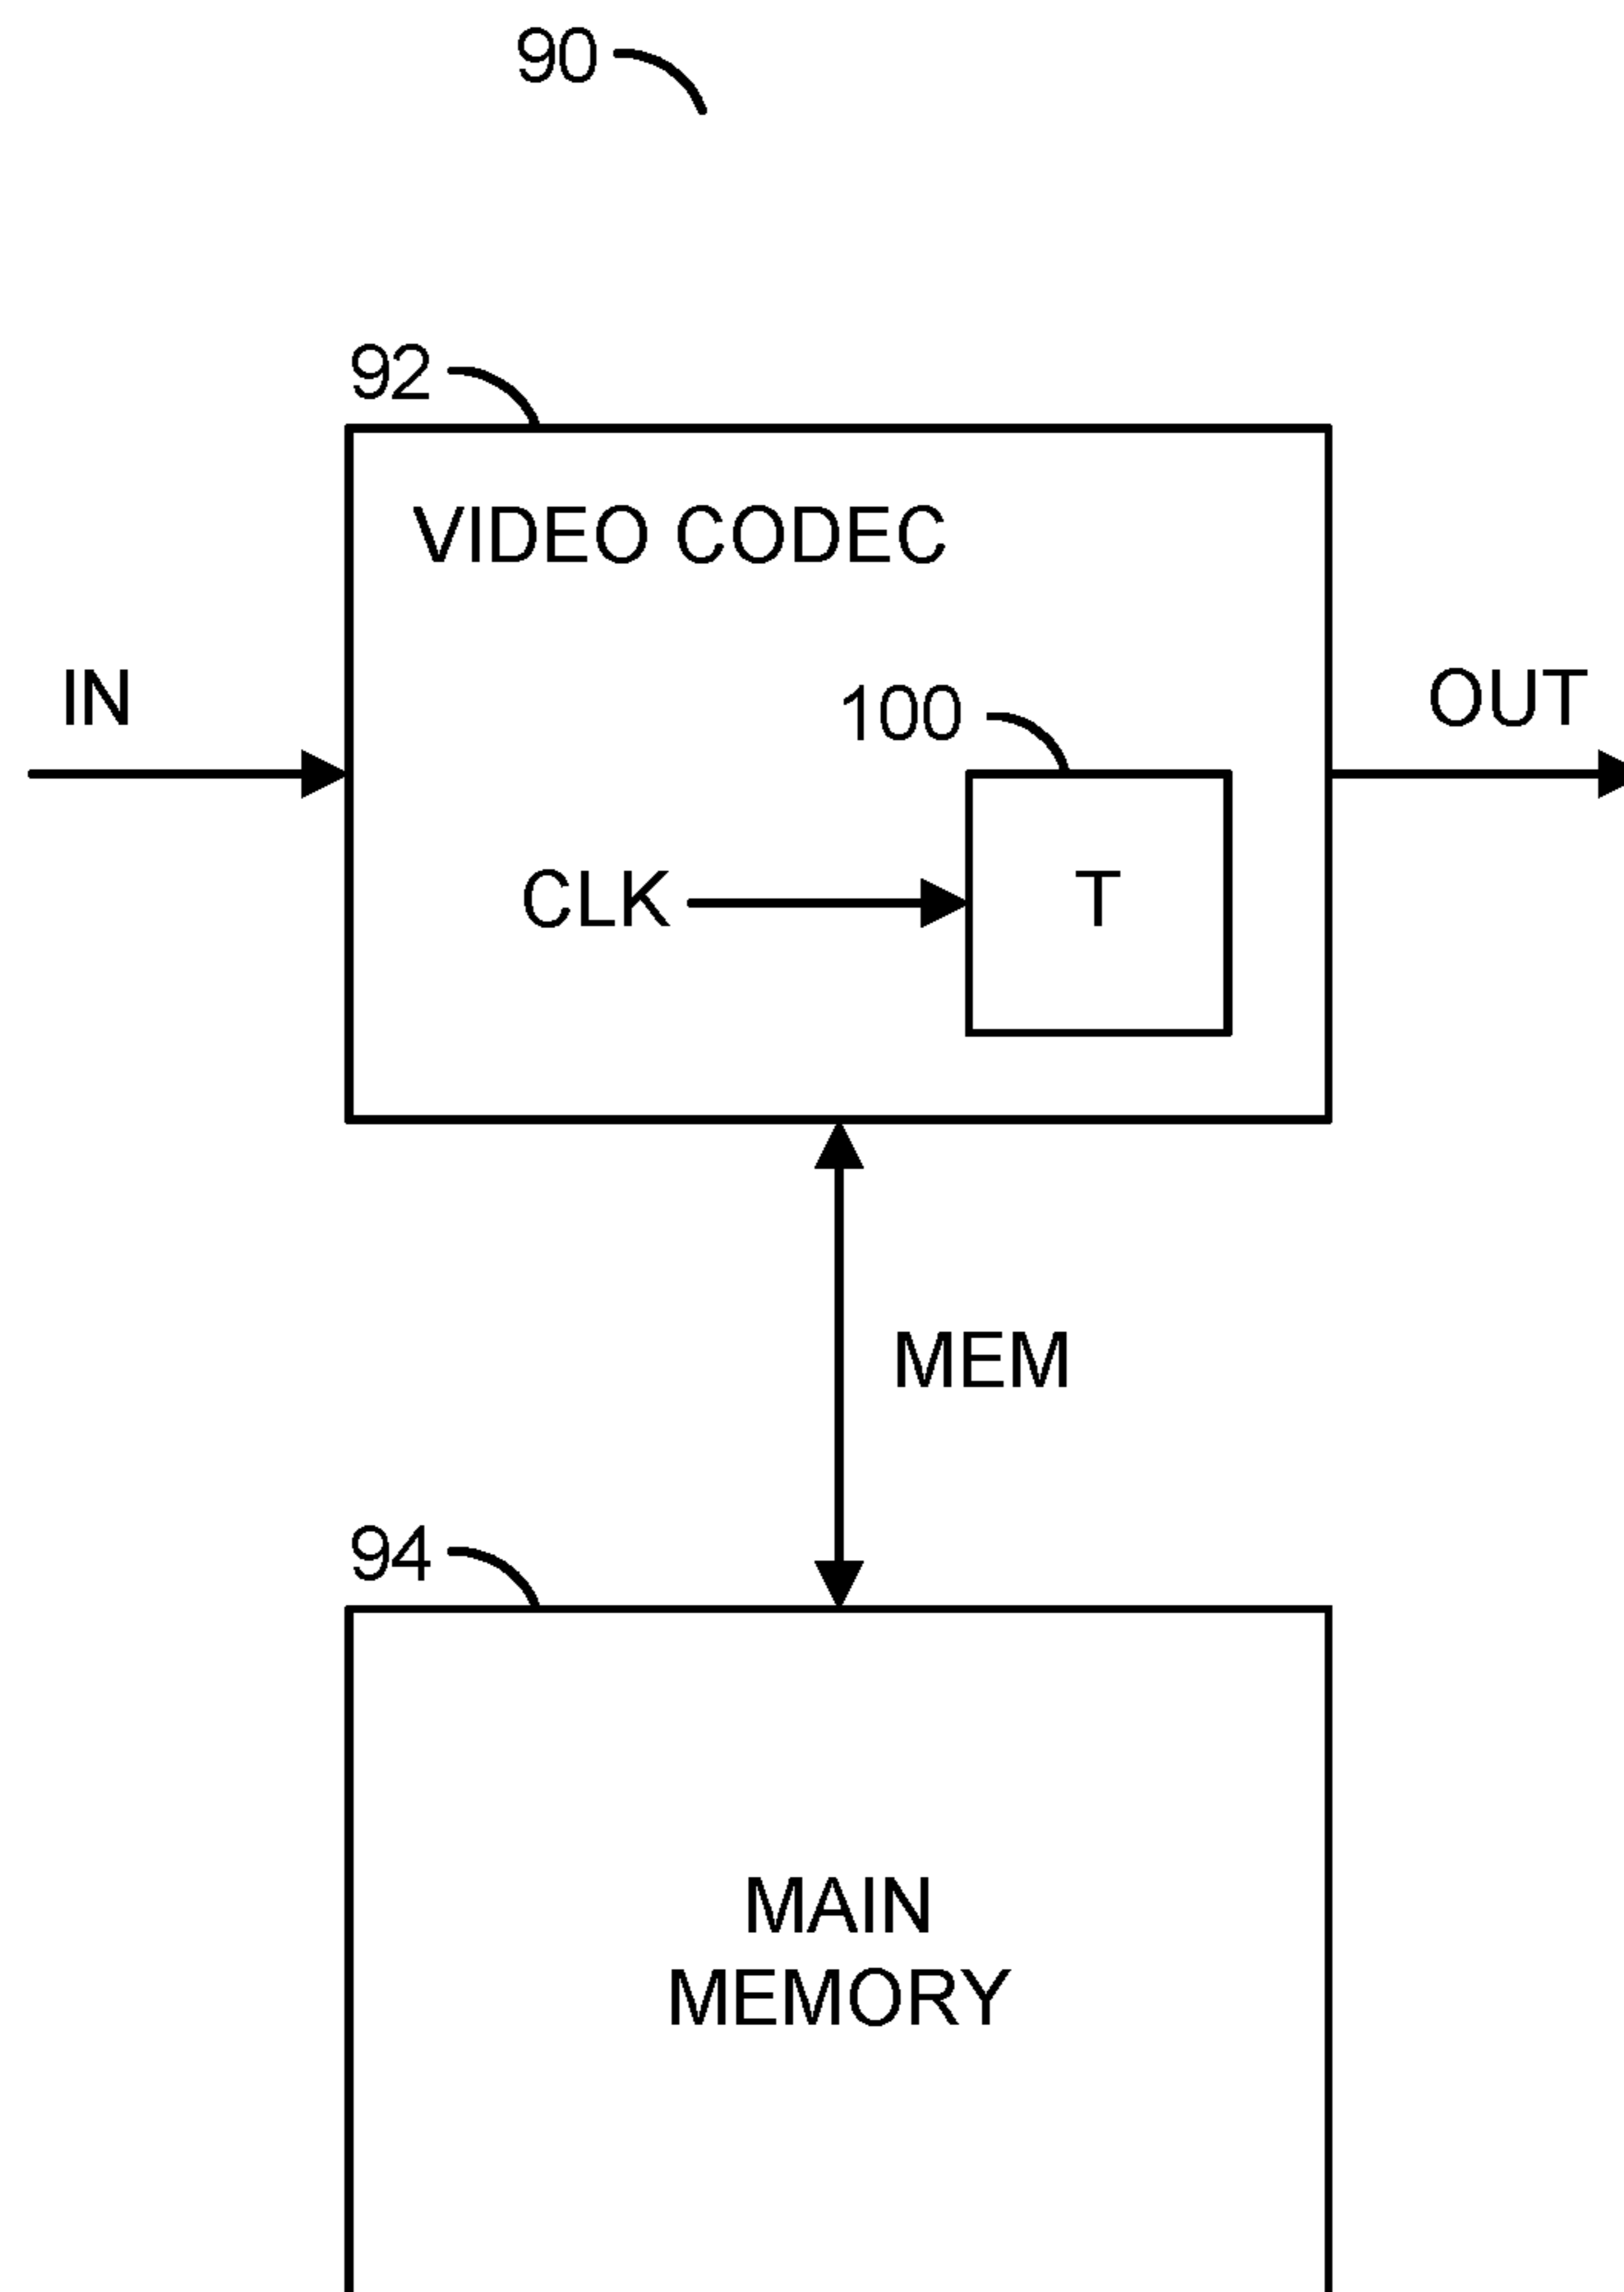 90
92
VIDEO CODEC
IN
100
OUT
CLK
T
MEM
94
MAIN
MEMORY